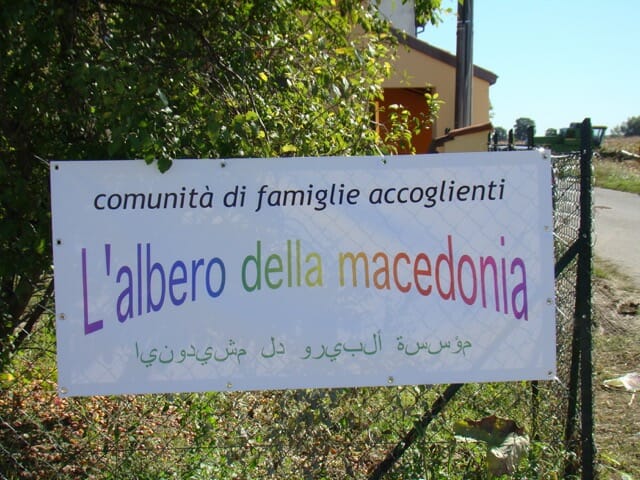 comunità di famiglie accoglienti
L'albero della macedonia
مؤسسة ألبيرو دل مشيدونيا